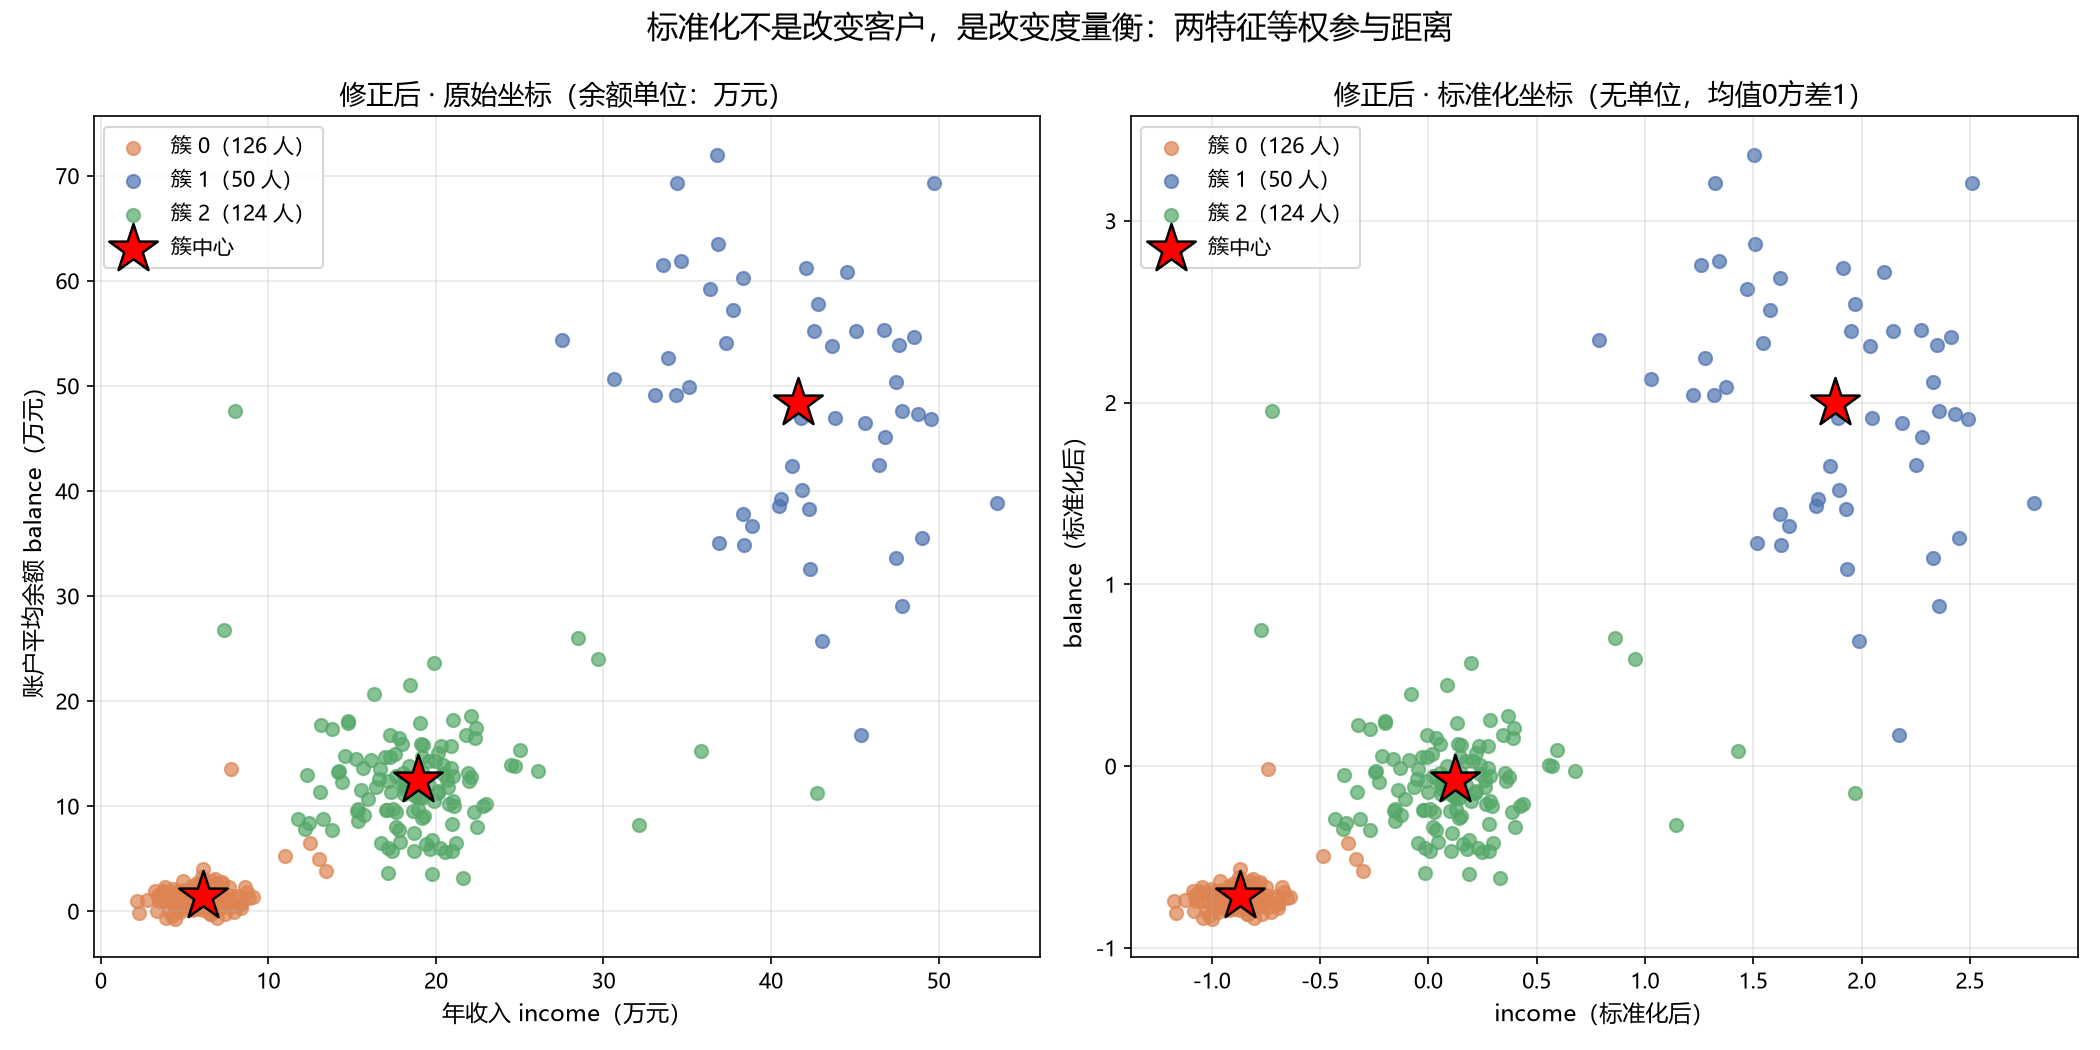 标准化不是改变客户，是改变度量衡：两特征等权参与距离
修正后 · 原始坐标（余额单位：万元）
簇 0（126 人）
簇 1（50 人）
簇 2（124 人）
簇中心
账户平均余额 balance（万元）
70
60
50
40
30
20
10
0
0
10
20
30
40
50
年收入 income（万元）
修正后 · 标准化坐标（无单位，均值0方差1）
簇 0（126 人）
簇 1（50 人）
簇 2（124 人）
簇中心
balance（标准化后）
3
2
1
0
-1
-1.0
-0.5
0.0
0.5
1.0
1.5
2.0
2.5
income（标准化后）